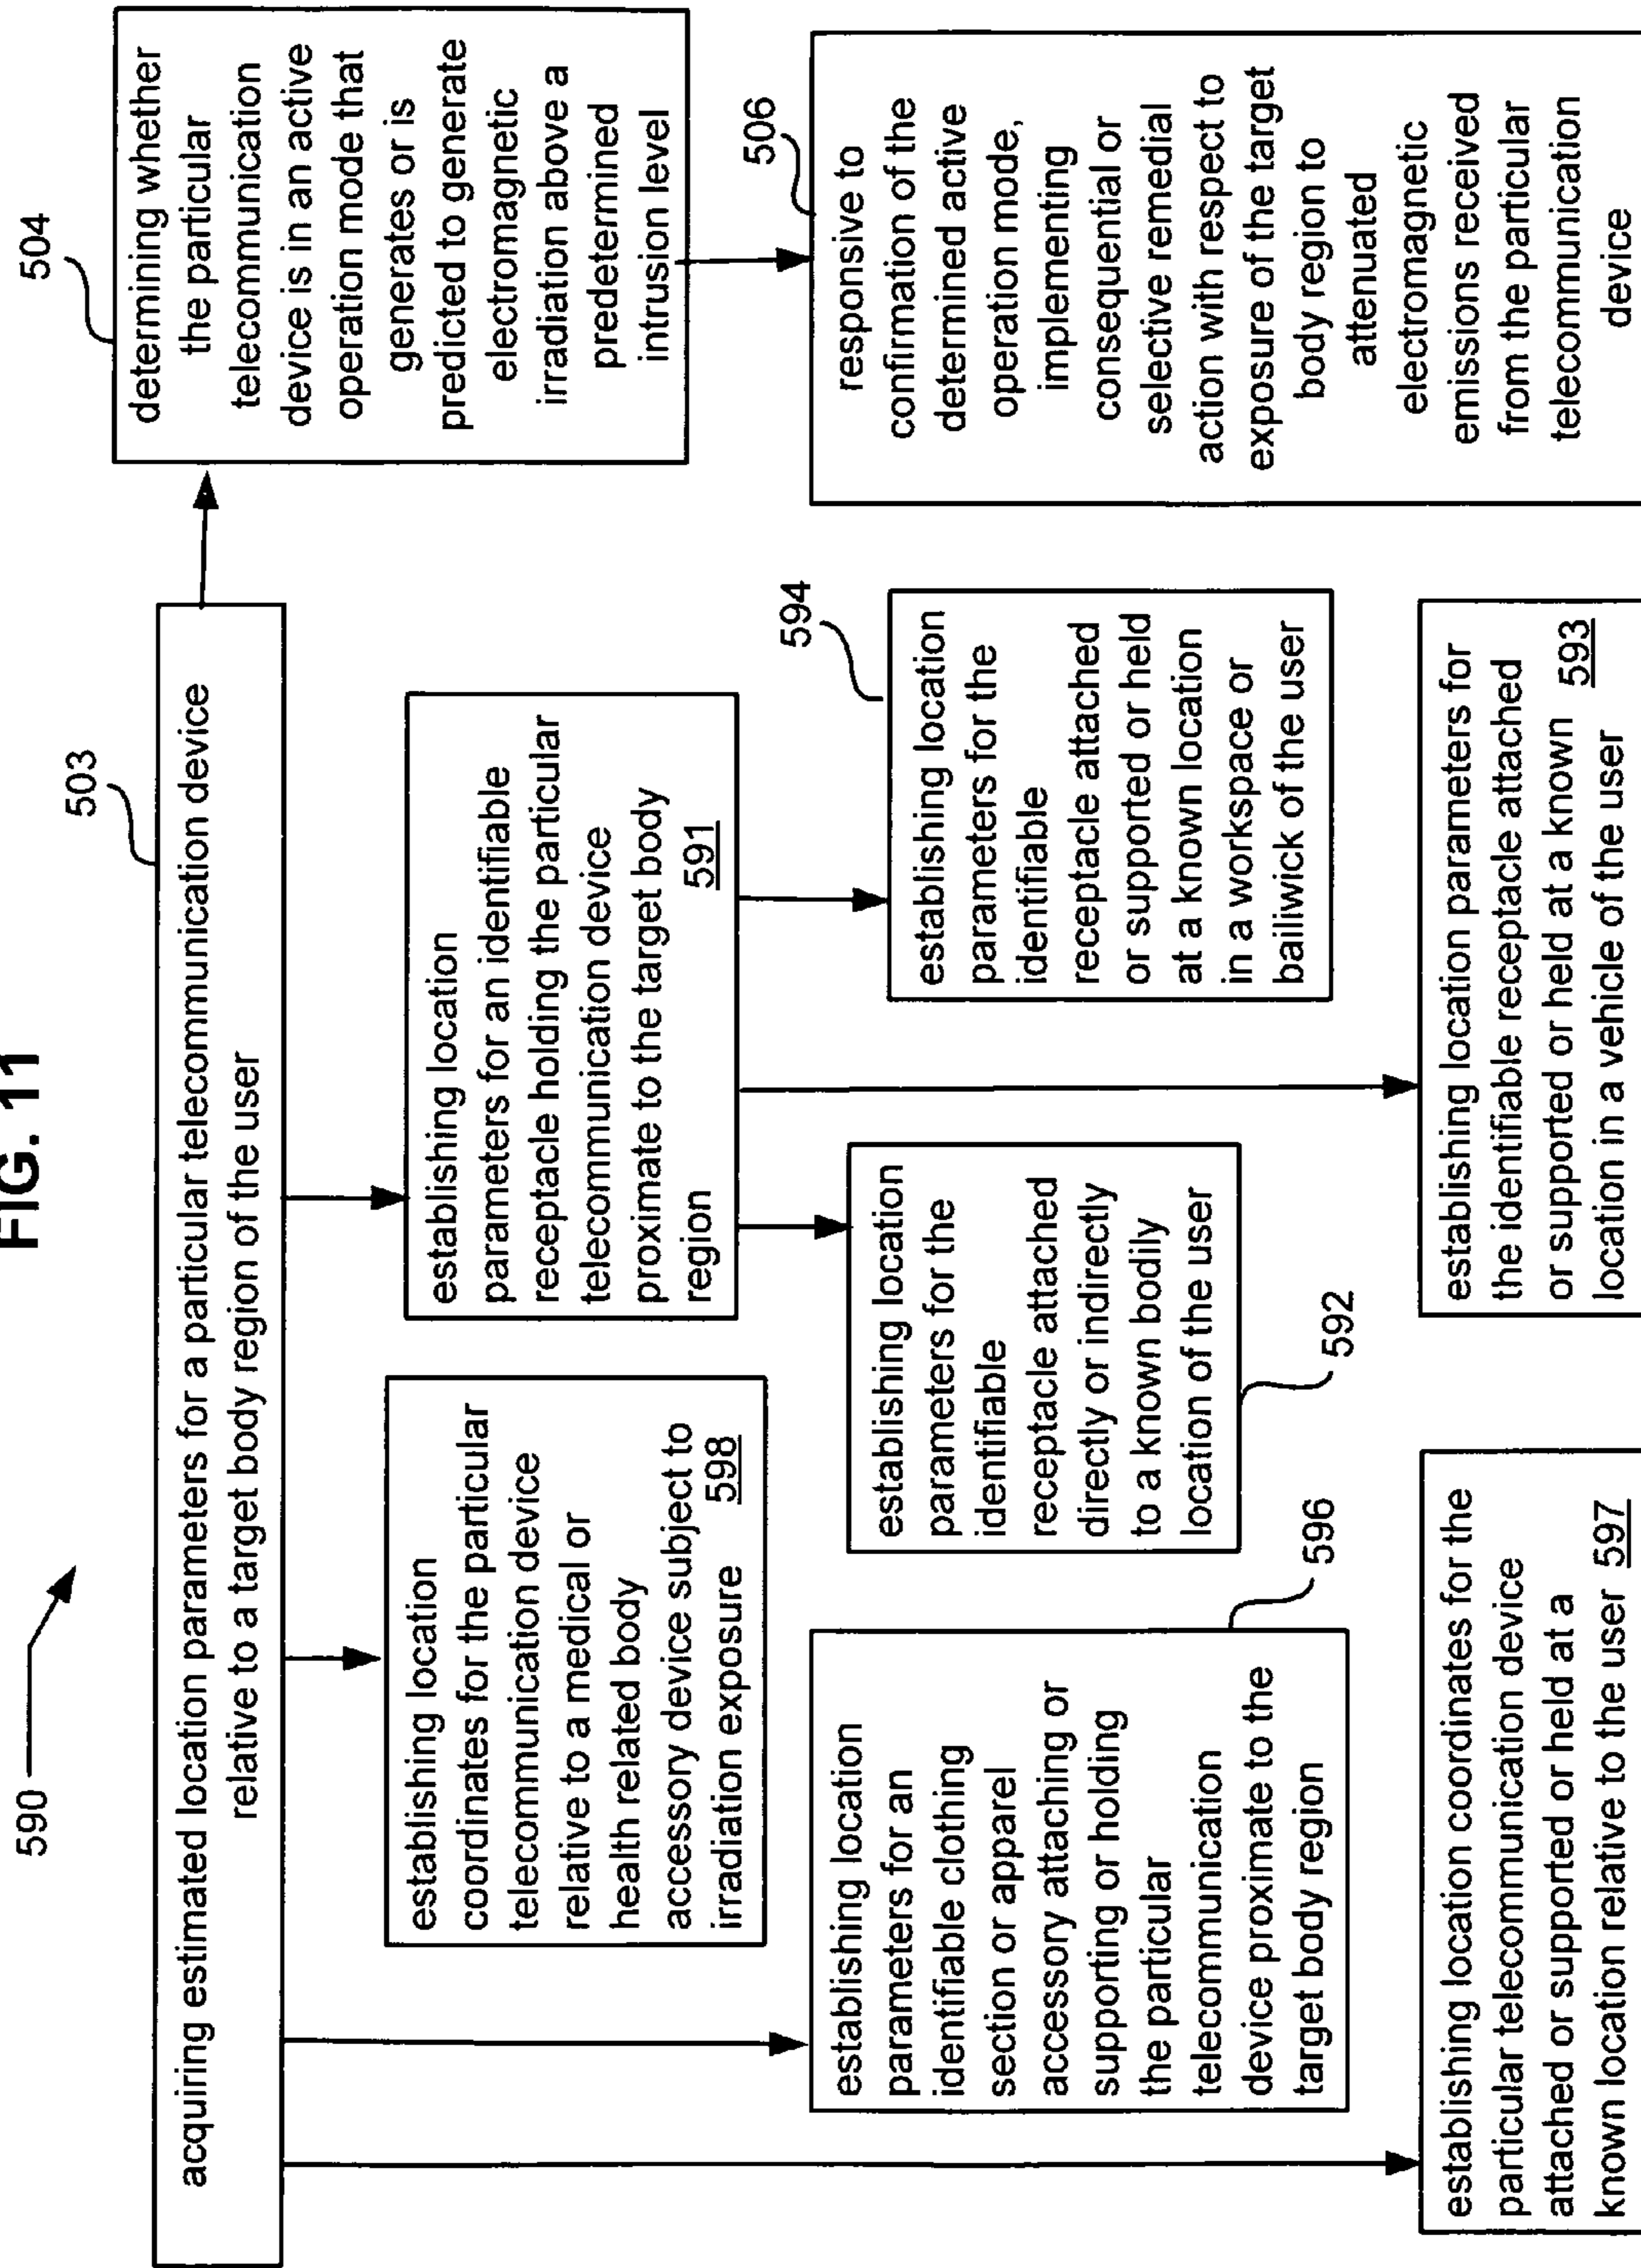 FIG. 11
590
503
acquiring estimated location parameters for a particular telecommunication device
relative to a target body region of the user
504
determining whether
the particular
telecommunication
device is in an active
operation mode that
generates or is
predicted to generate
electromagnetic
irradiation above a
predetermined
intrusion level
establishing location
coordinates for the particular
telecommunication device
relative to a medical or
health related body
accessory device subject to
irradiation exposure 598
establishing location
parameters for an identifiable
receptacle holding the particular
telecommunication device
proximate to the target body
region 591
506
responsive to
confirmation of the
determined active
operation mode,
implementing
consequential or
selective remedial
action with respect to
exposure of the target
body region to
attenuated
electromagnetic
emissions received
from the particular
telecommunication
device
establishing location
parameters for an
identifiable clothing
section or apparel
accessory attaching or
supporting or holding
the particular
telecommunication
device proximate to the
target body region
596
establishing location
parameters for the
identifiable
receptacle attached
directly or indirectly
to a known bodily
location of the user
592
594
establishing location
parameters for the
identifiable
receptacle attached
or supported or held
at a known location
in a workspace or
bailiwick of the user
establishing location coordinates for the
particular telecommunication device
attached or supported or held at a
known location relative to the user 597
establishing location parameters for
the identifiable receptacle attached
or supported or held at a known 593
location in a vehicle of the user